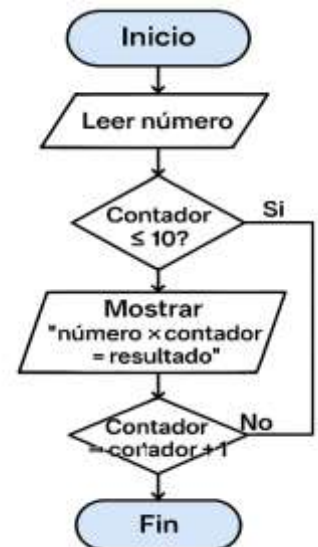 Inicio
Leer número
Contador
≤ 10?
Si
Mostrar
"número × contador
= resultado"
Contador
= contador + 1
No
Fin